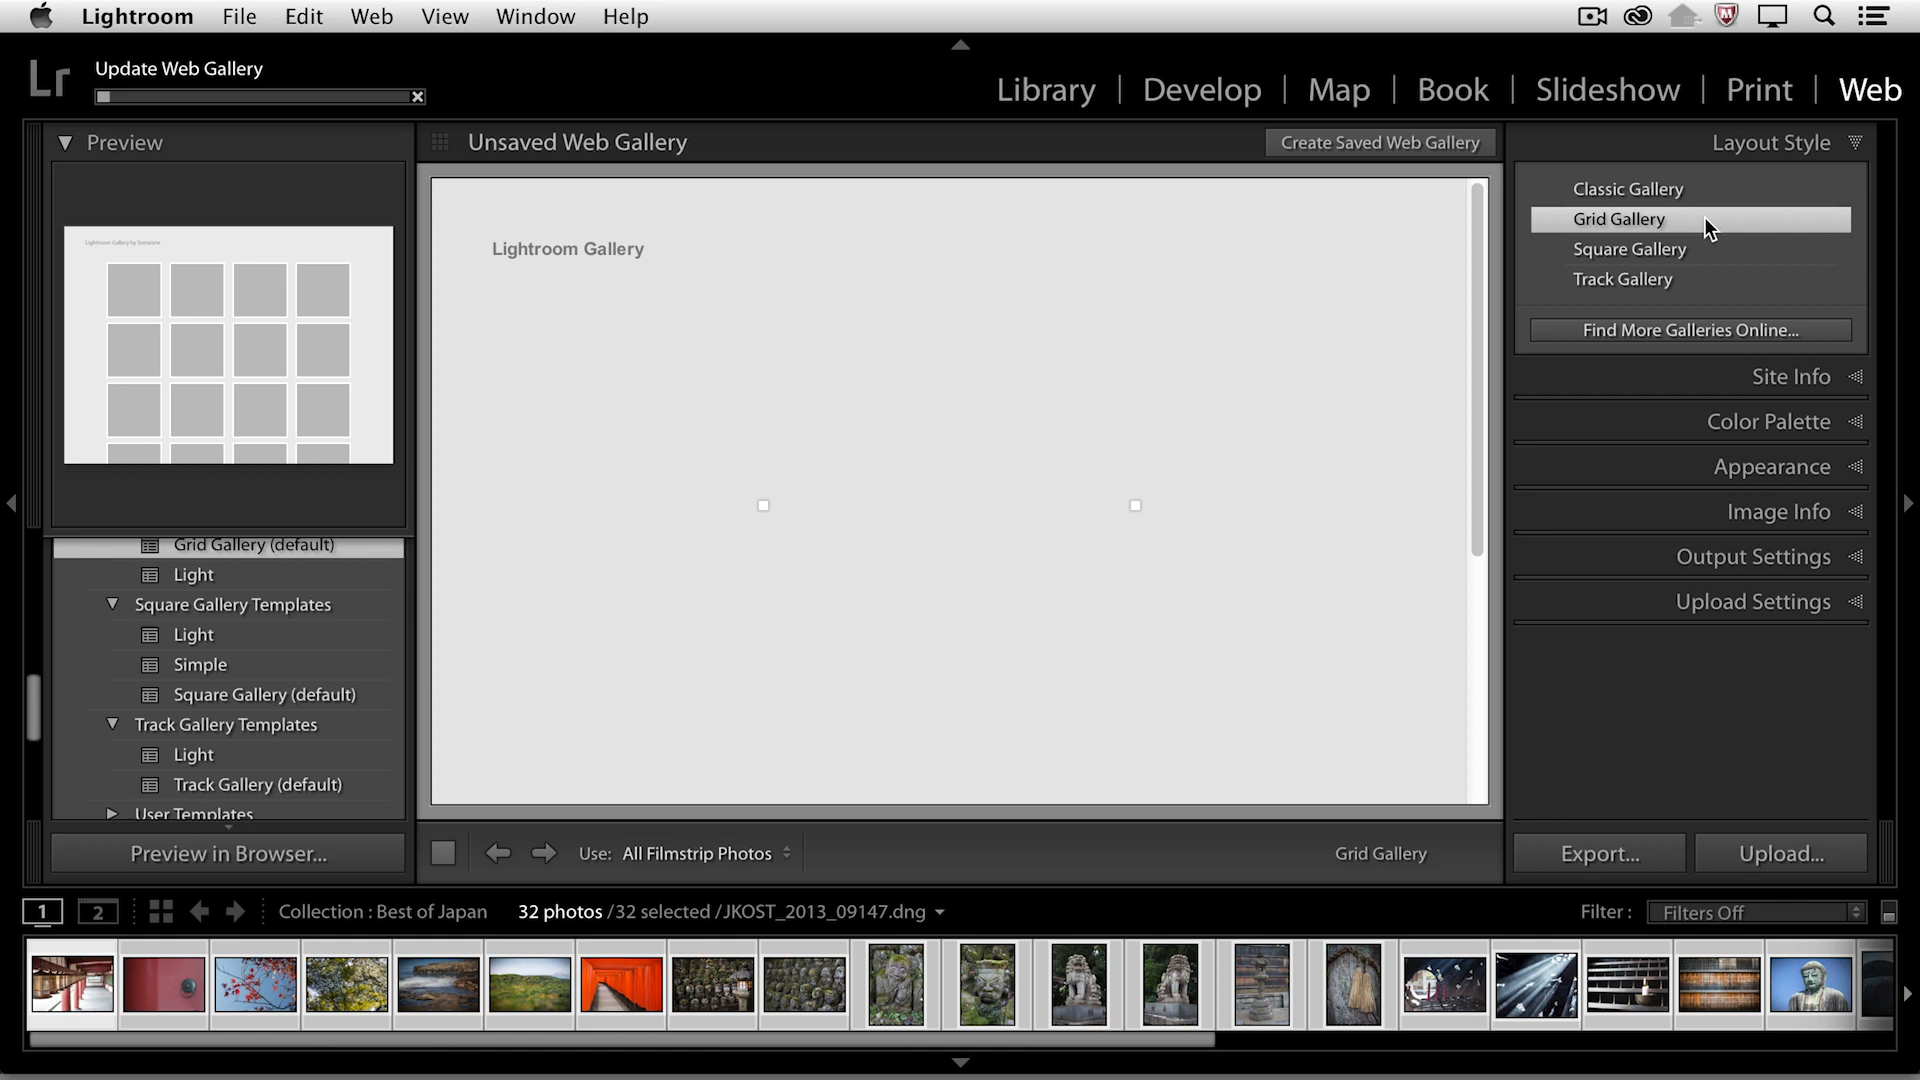 Lightroom File Edit Web View Window Help
Lr
Update Web Gallery
Library | Develop | Map | Book | Slideshow | Print | Web
Preview
Lightroom Gallery by Someone
Grid Gallery (default)
Light
Square Gallery Templates
Light
Simple
Square Gallery (default)
Track Gallery Templates
Light
Track Gallery (default)
User Templates
Preview in Browser...
Unsaved Web Gallery
Create Saved Web Gallery
Lightroom Gallery
Use: All Filmstrip Photos
Grid Gallery
Layout Style
Classic Gallery
Grid Gallery
Square Gallery
Track Gallery
Find More Galleries Online...
Site Info
Color Palette
Appearance
Image Info
Output Settings
Upload Settings
Export...
Upload...
1 2 Collection : Best of Japan 32 photos /32 selected /JKOST_2013_09147.dng Filter : Filters Off